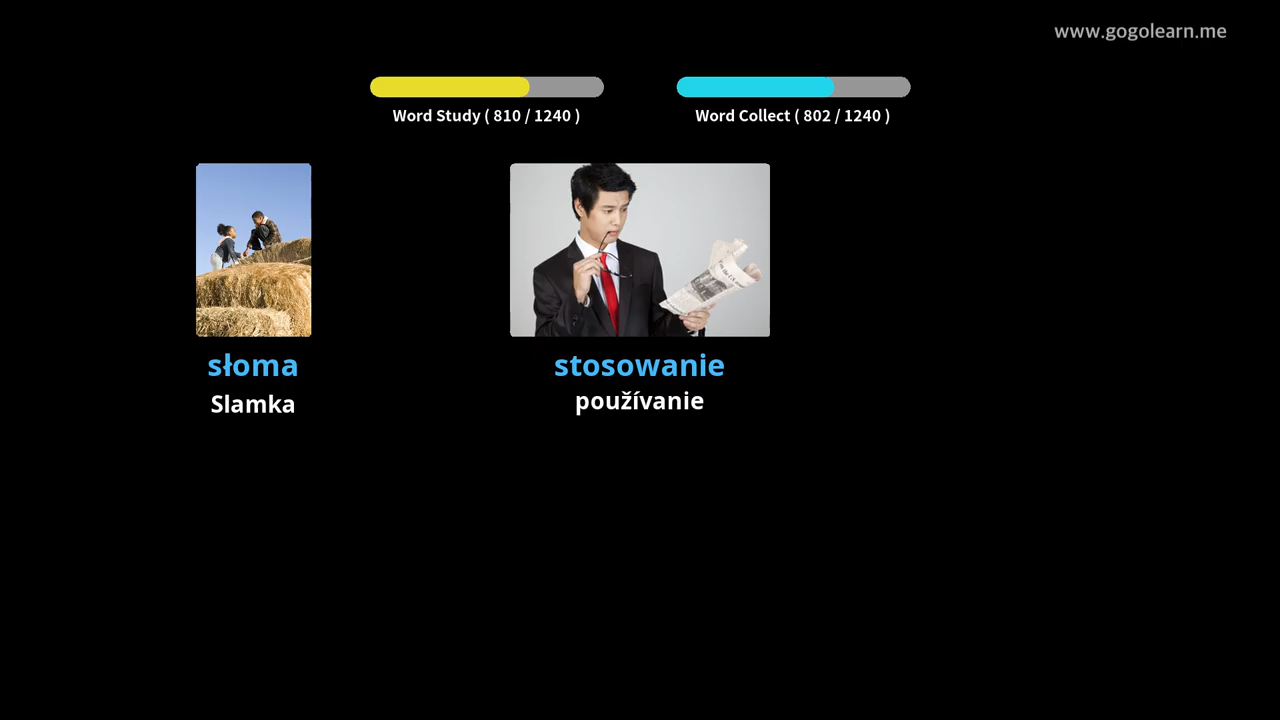 www.gogolearn.me
Word Study ( 810 / 1240 )
Word Collect ( 802 / 1240 )
słoma
Slamka
stosowanie
používanie